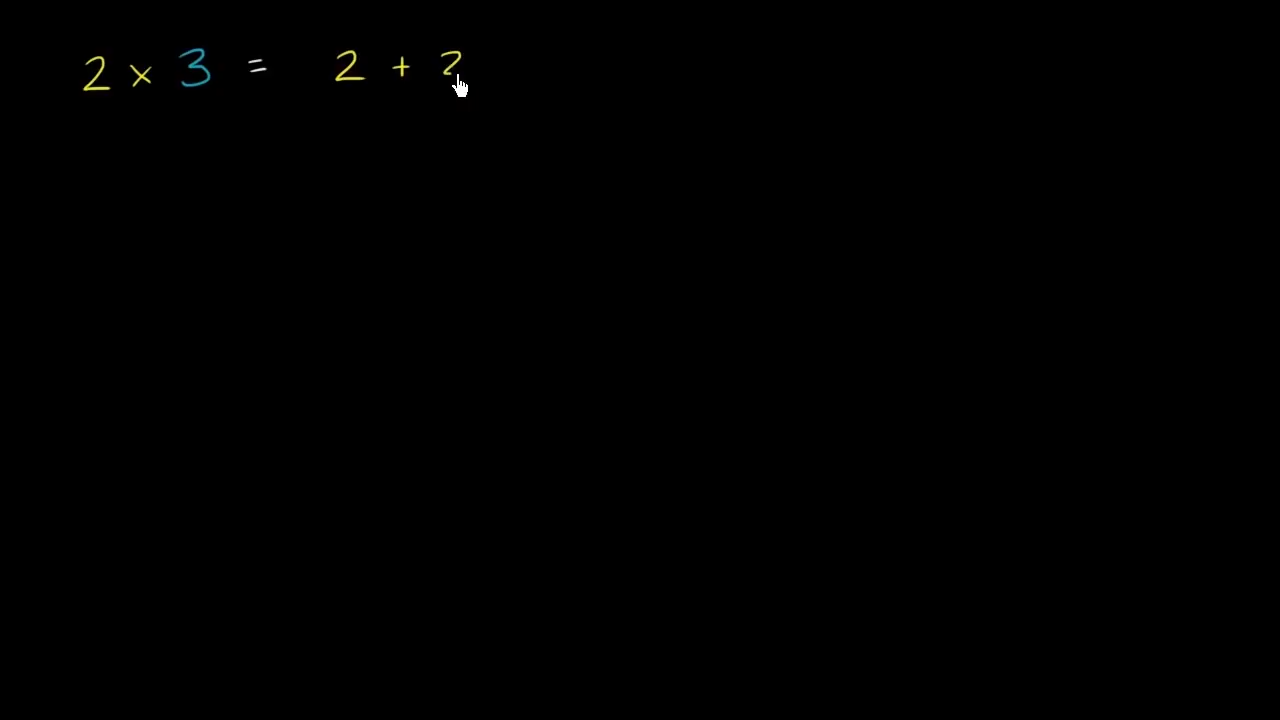 2 × 3 = 2 + 2